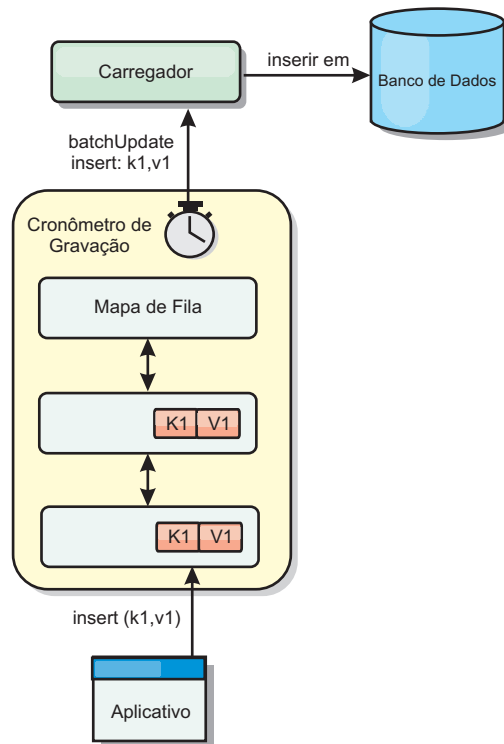 Carregador
inserir em
Banco de Dados
batchUpdate
insert: k1,v1
Cronômetro de
Gravação
Mapa de Fila
K1 V1
K1 V1
insert (k1,v1)
Aplicativo